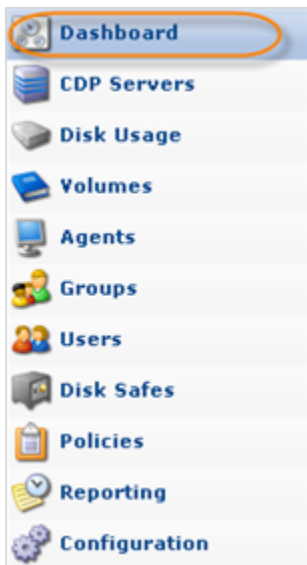 Dashboard
CDP Servers
Disk Usage
Volumes
Agents
Groups
Users
Disk Safes
Policies
Reporting
Configuration